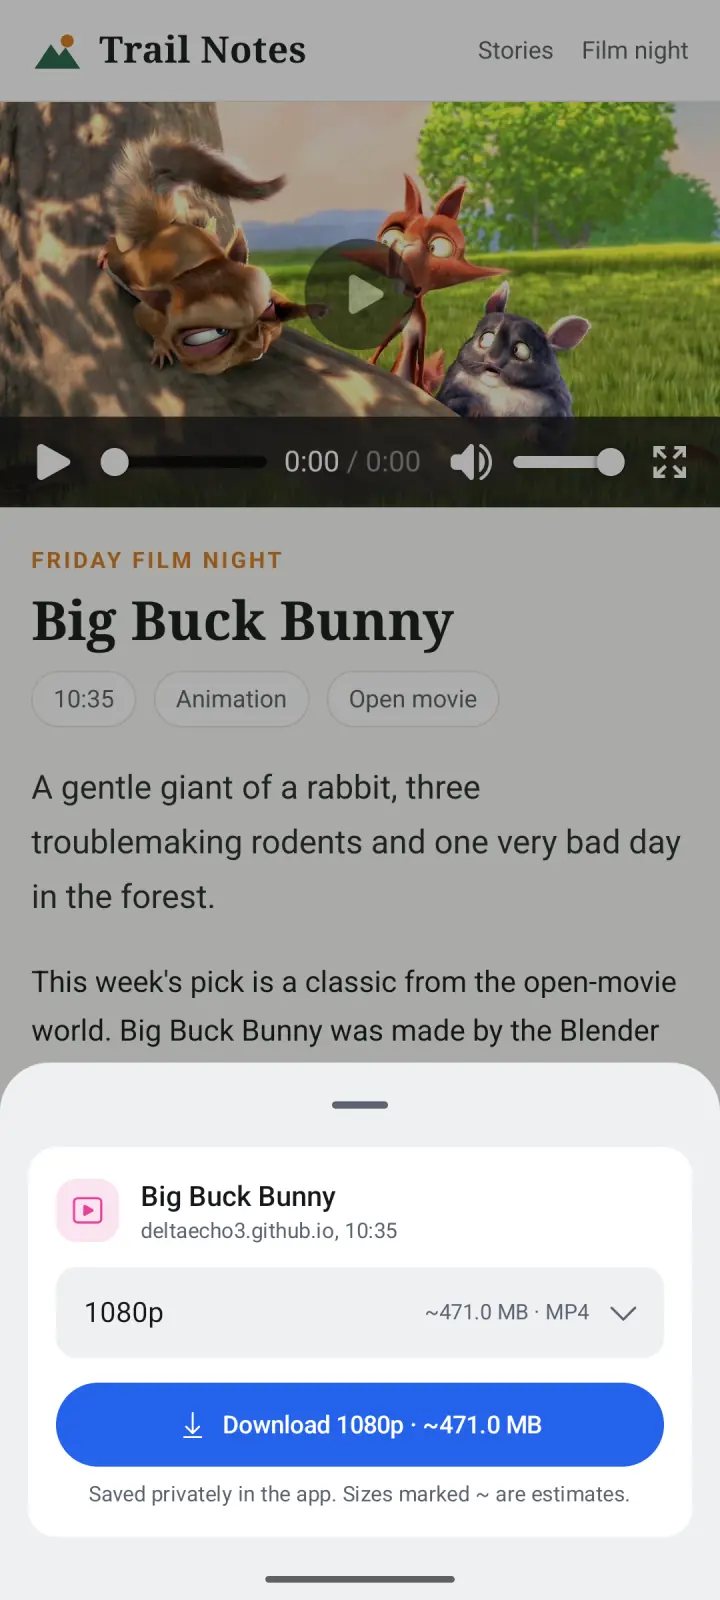 Trail Notes
Stories
Film night
0:00 / 0:00
FRIDAY FILM NIGHT
Big Buck Bunny
10:35
Animation
Open movie
A gentle giant of a rabbit, three
troublemaking rodents and one very bad day
in the forest.
This week's pick is a classic from the open-movie
world. Big Buck Bunny was made by the Blender
Big Buck Bunny
deltaecho3.github.io, 10:35
1080p
~471.0 MB · MP4
Download 1080p · ~471.0 MB
Saved privately in the app. Sizes marked ~ are estimates.